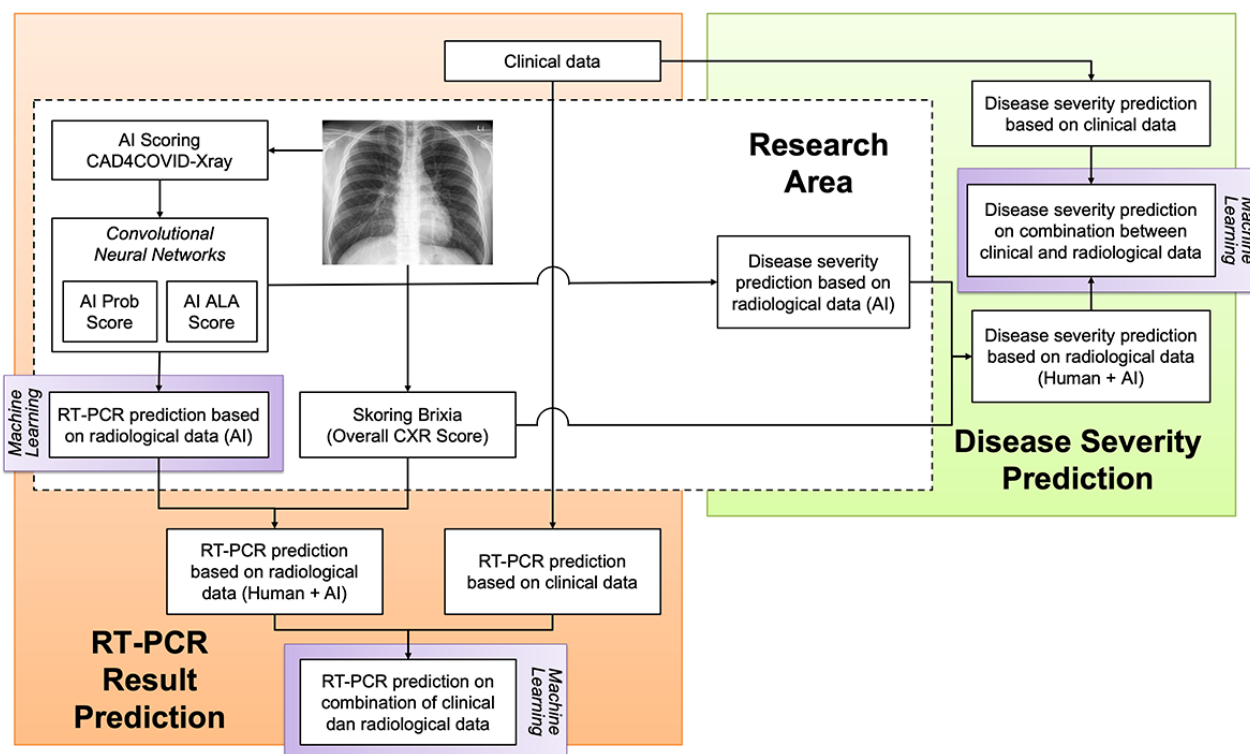 Clinical data
Disease severity prediction
based on clinical data
AI Scoring
CAD4COVID-Xray
Research
Area
Convolutional
Neural Networks
AI Prob
Score
AI ALA
Score
Disease severity prediction
on combination between
clinical and radiological data
Machine
Learning
Disease severity
prediction based on
radiological data (AI)
Disease severity prediction
based on radiological data
(Human + AI)
Machine
Learning
RT-PCR prediction based
on radiological data (AI)
Skoring Brixia
(Overall CXR Score)
Disease Severity
Prediction
RT-PCR prediction
based on radiological
data (Human + AI)
RT-PCR prediction
based on clinical data
RT-PCR
Result
Prediction
RT-PCR prediction on
combination of clinical
dan radiological data
Machine
Learning